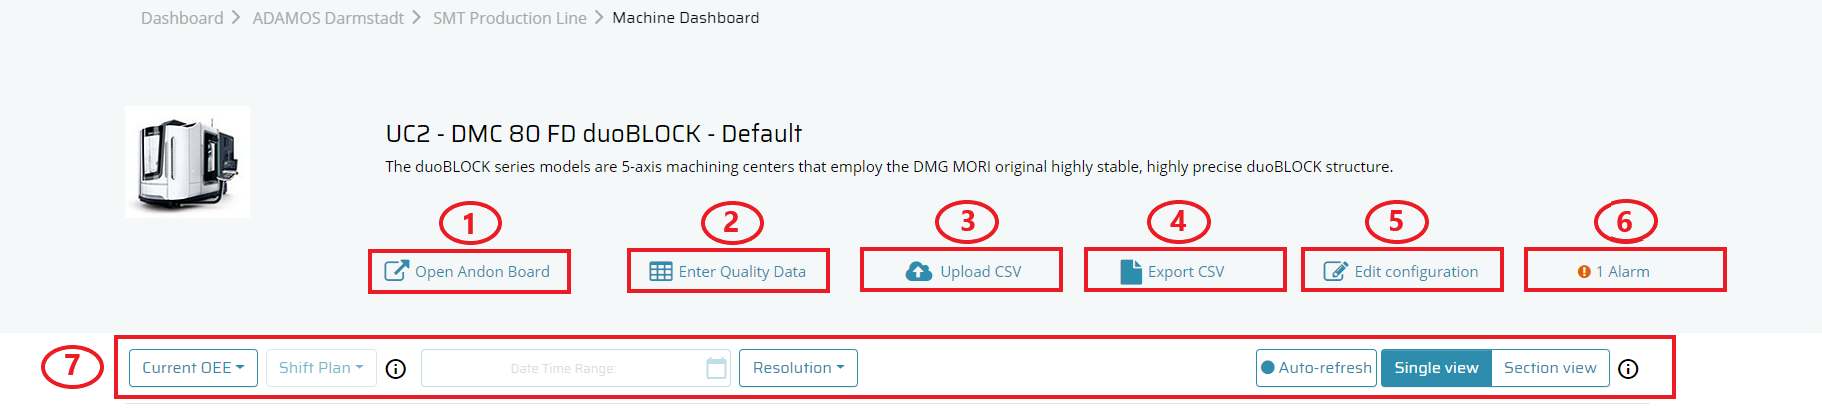 Dashboard > ADAMOS Darmstadt > SMT Production Line > Machine Dashboard
UC2 - DMC 80 FD duoBLOCK - Default
The duoBLOCK series models are 5-axis machining centers that employ the DMG MORI original highly stable, highly precise duoBLOCK structure.
1 2 3 4 5 6
Open Andon Board Enter Quality Data Upload CSV Export CSV Edit configuration 1 Alarm
7 Current OEE Shift Plan Date Time Range: Resolution Auto-refresh Single view Section view